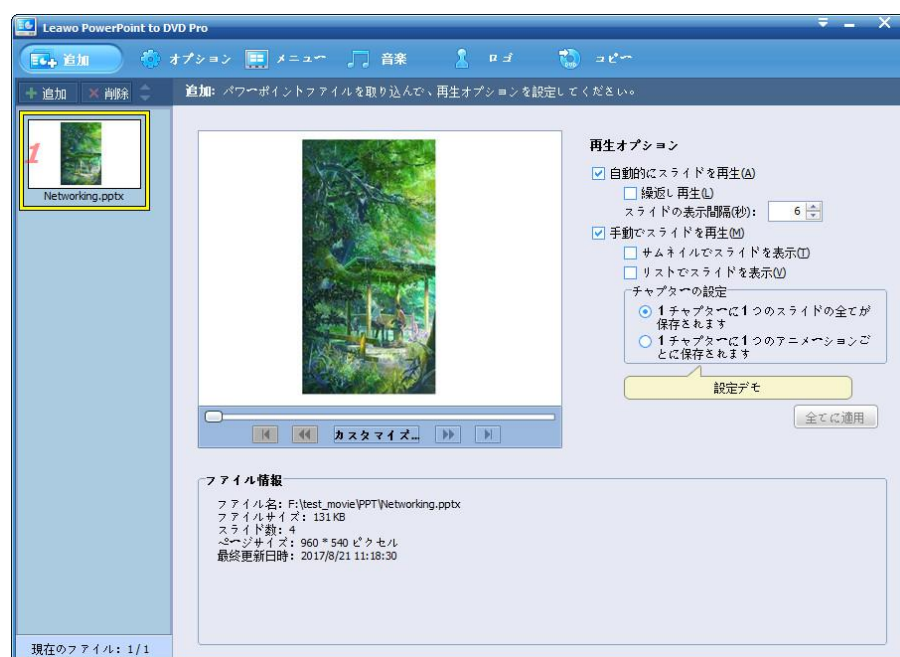 Leawo PowerPoint to DVD Pro
追加 オプション メニュー 音楽 ロゴ コピー
追加 削除 追加: パワーポイントファイルを取り込んで、再生オプションを設定してください。
1
Networking.pptx
再生オプション
自動的にスライドを再生(A)
繰返し再生(L)
スライドの表示間隔(秒): 6
手動でスライドを再生(M)
サムネイルでスライドを表示(T)
リストでスライドを表示(V)
チャプターの設定
1チャプターに1つのスライドの全てが
保存されます
1チャプターに1つのアニメーションご
とに保存されます
設定デモ
全てに適用
カスタマイズ...
ファイル情報
ファイル名: F:\test_movie\PPT\Networking.pptx
ファイルサイズ: 131 KB
スライド数: 4
ページサイズ: 960 * 540 ピクセル
最終更新日時: 2017/8/21 11:18:30
現在のファイル: 1/1